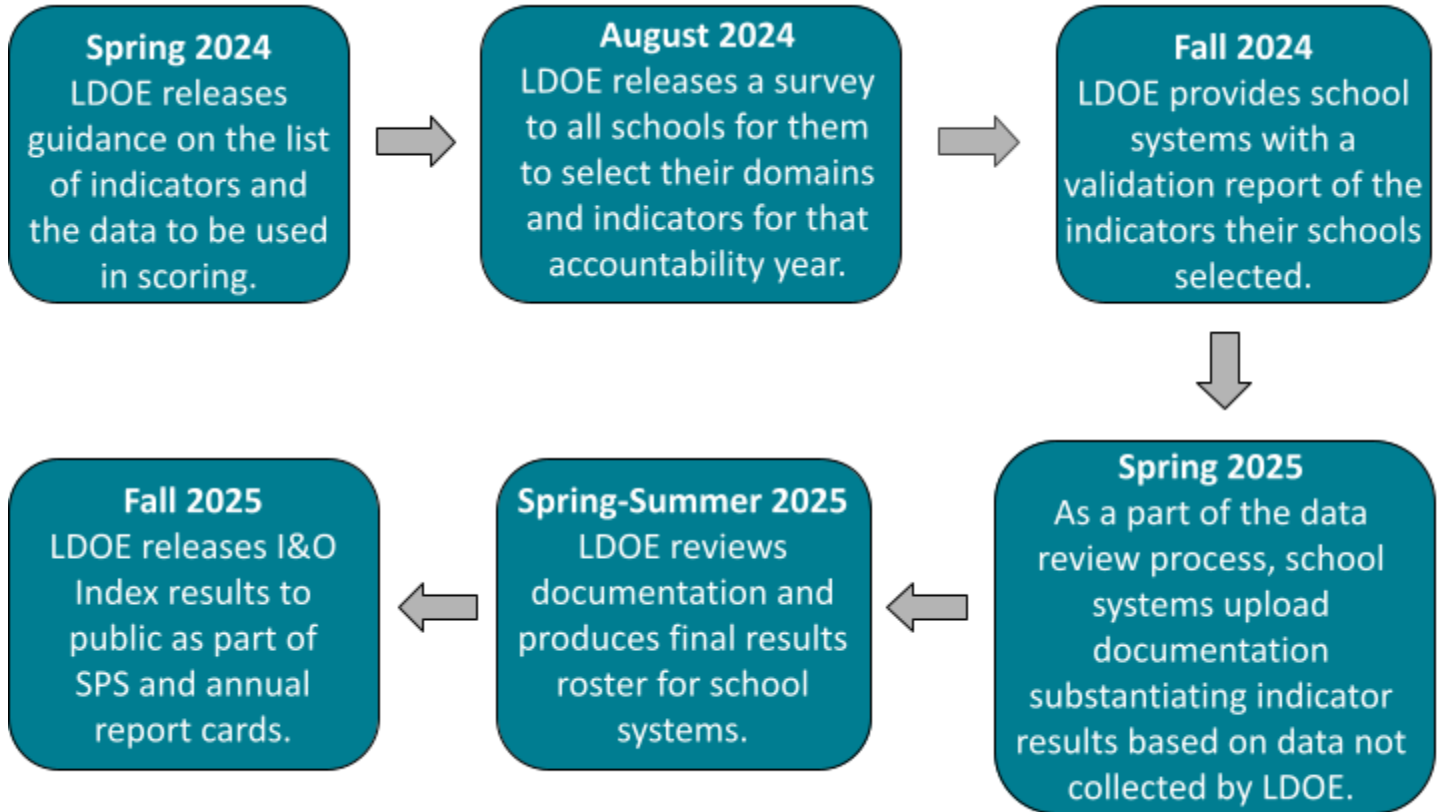 Spring 2024
LDOE releases
guidance on the list
of indicators and
the data to be used
in scoring.
August 2024
LDOE releases a survey
to all schools for them
to select their domains
and indicators for that
accountability year.
Fall 2024
LDOE provides school
systems with a
validation report of the
indicators their schools
selected.
Spring 2025
As a part of the data
review process, school
systems upload
documentation
substantiating indicator
results based on data not
collected by LDOE.
Spring-Summer 2025
LDOE reviews
documentation and
produces final results
roster for school
systems.
Fall 2025
LDOE releases I&O
Index results to
public as part of
SPS and annual
report cards.